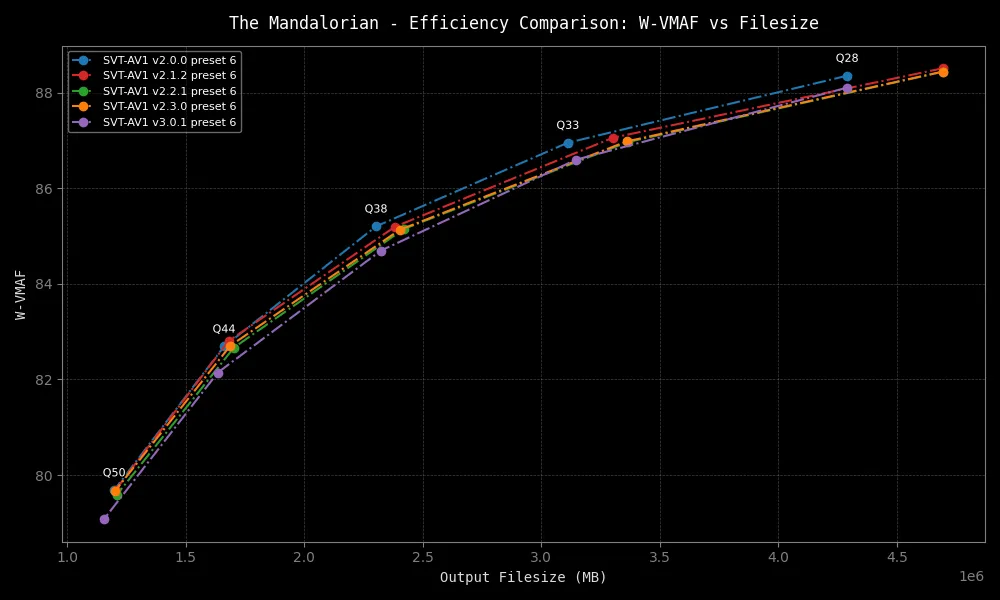 The Mandalorian - Efficiency Comparison: W-VMAF vs Filesize
SVT-AV1 v2.0.0 preset 6
SVT-AV1 v2.1.2 preset 6
SVT-AV1 v2.2.1 preset 6
SVT-AV1 v2.3.0 preset 6
SVT-AV1 v3.0.1 preset 6
Q28
Q33
Q38
Q44
Q50
88
86
84
82
80
W-VMAF
1.0 1.5 2.0 2.5 3.0 3.5 4.0 4.5
1e6
Output Filesize (MB)